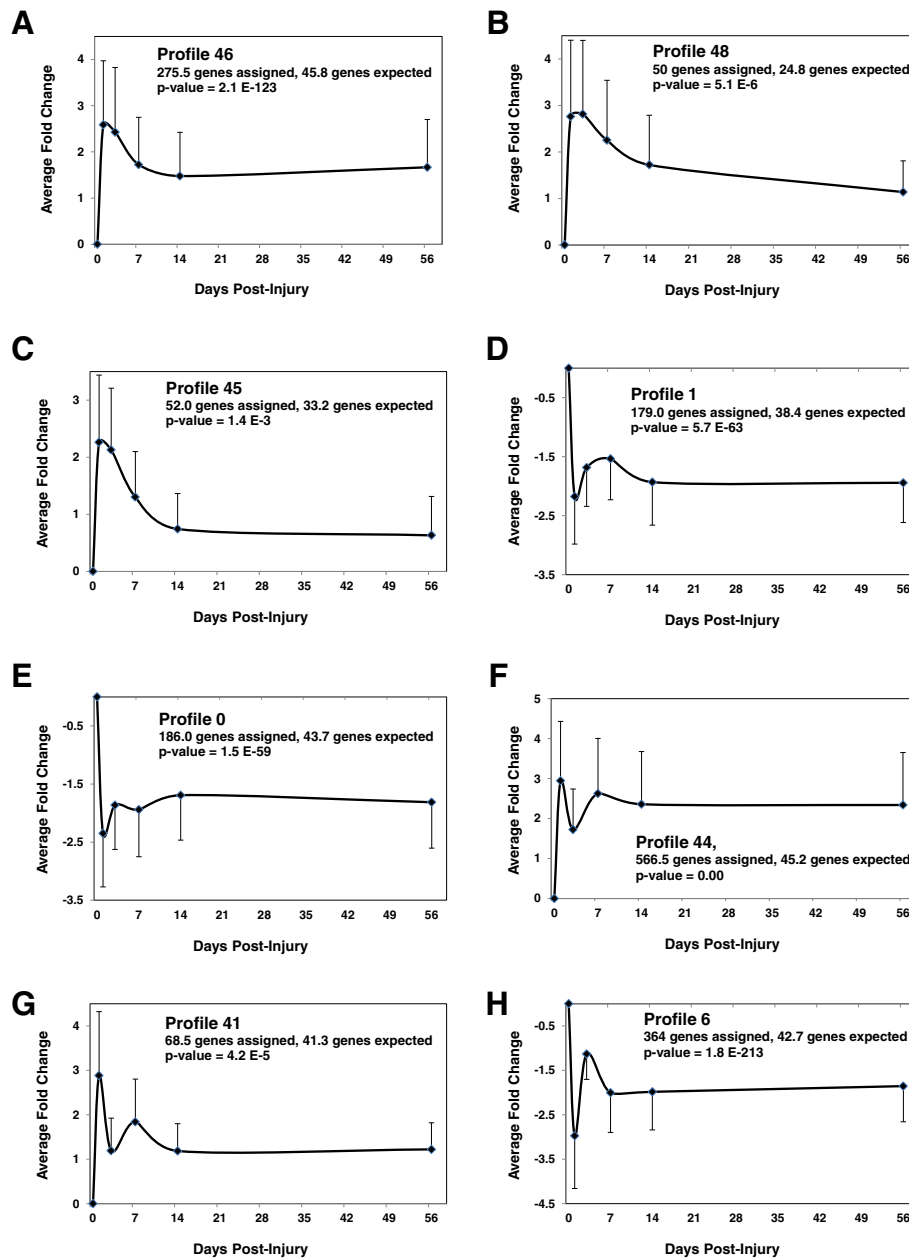 A
Profile 46
275.5 genes assigned, 45.8 genes expected
p-value = 2.1 E-123
Average Fold Change
4
3
2
1
0
0 7 14 21 28 35 42 49 56
Days Post-Injury
B
Profile 48
50 genes assigned, 24.8 genes expected
p-value = 5.1 E-6
Average Fold Change
4
3
2
1
0
0 7 14 21 28 35 42 49 56
Days Post-Injury
C
Profile 45
52.0 genes assigned, 33.2 genes expected
p-value = 1.4 E-3
Average Fold Change
3
2
1
0
0 7 14 21 28 35 42 49 56
Days Post-Injury
D
Profile 1
179.0 genes assigned, 38.4 genes expected
p-value = 5.7 E-63
Average Fold Change
-0.5
-1.5
-2.5
-3.5
0 7 14 21 28 35 42 49 56
Days Post-Injury
E
Profile 0
186.0 genes assigned, 43.7 genes expected
p-value = 1.5 E-59
Average Fold Change
-0.5
-1.5
-2.5
-3.5
0 7 14 21 28 35 42 49 56
Days Post-Injury
F
Profile 44,
566.5 genes assigned, 45.2 genes expected
p-value = 0.00
Average Fold Change
5
4
3
2
1
0
0 7 14 21 28 35 42 49 56
Days Post-Injury
G
Profile 41
68.5 genes assigned, 41.3 genes expected
p-value = 4.2 E-5
Average Fold Change
4
3
2
1
0
0 7 14 21 28 35 42 49 56
Days Post-Injury
H
Profile 6
364 genes assigned, 42.7 genes expected
p-value = 1.8 E-213
Average Fold Change
-0.5
-1.5
-2.5
-3.5
-4.5
0 7 14 21 28 35 42 49 56
Days Post-Injury